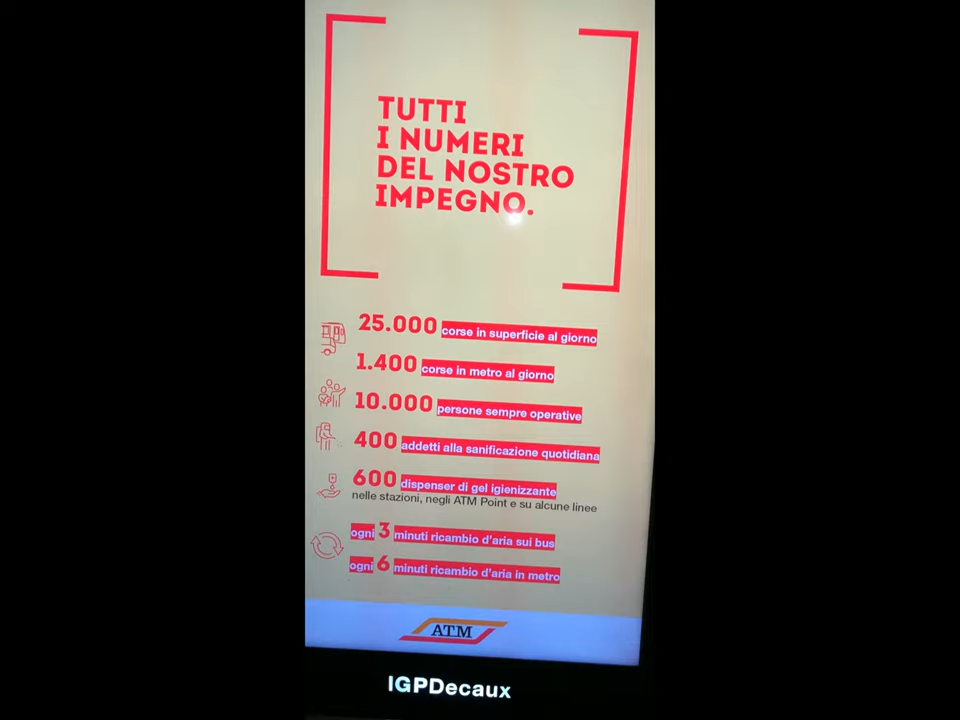 TUTTI
I NUMERI
DEL NOSTRO
IMPEGNO.
25.000 corse in superficie al giorno
1.400 corse in metro al giorno
10.000 persone sempre operative
400 addetti alla sanificazione quotidiana
600 dispenser di gel igienizzante
nelle stazioni, negli ATM Point e su alcune linee
ogni 3 minuti ricambio d'aria sui bus
ogni 6 minuti ricambio d'aria in metro
ATM
IGPDecaux